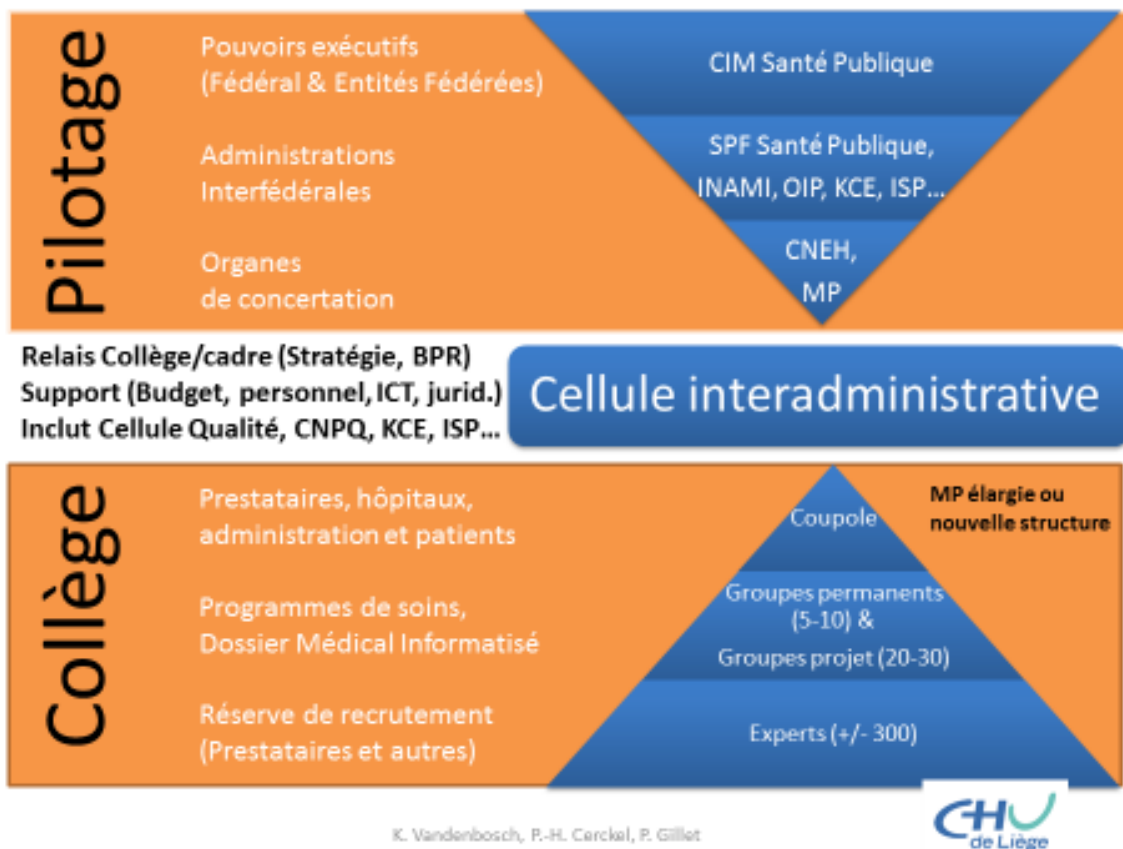 Pilotage
Pouvoirs exécutifs
(Fédéral & Entités Fédérées)
CIM Santé Publique
Administrations
Interfédérales
SPF Santé Publique,
INAMI, OIP, KCE, ISP...
Organes
de concertation
CNEH,
MP
Relais Collège/cadre (Stratégie, BPR)
Support (Budget, personnel, ICT, jurid.)
Inclut Cellule Qualité, CNPQ, KCE, ISP...
Cellule interadministrative
Collège
Prestataires, hôpitaux,
administration et patients
Coupole
MP élargie ou
nouvelle structure
Programmes de soins,
Dossier Médical Informatisé
Groupes permanents
(5-10) &
Groupes projet (20-30)
Réserve de recrutement
(Prestataires et autres)
Experts (+/- 300)
K. Vandenbosch, P.-H. Cerckel, P. Gillet
CHU
de Liège